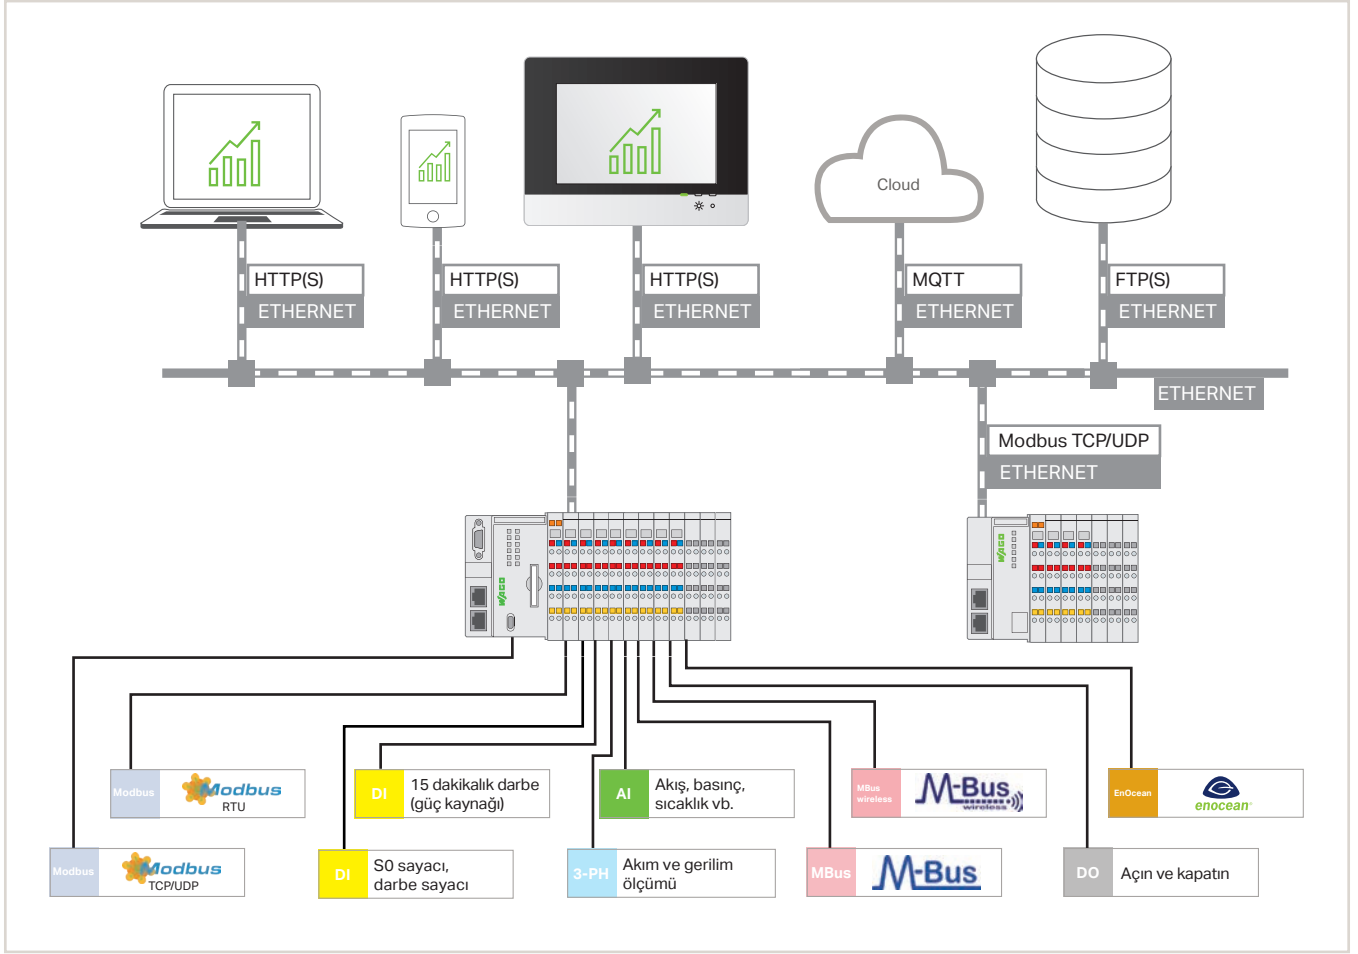 Cloud
HTTP(S)
ETHERNET
HTTP(S)
ETHERNET
HTTP(S)
ETHERNET
MQTT
ETHERNET
FTP(S)
ETHERNET
ETHERNET
Modbus TCP/UDP
ETHERNET
WAGO
WAGO
Modbus
Modbus
RTU
DI
15 dakikalık darbe
(güç kaynağı)
AI
Akış, basınç,
sıcaklık vb.
MBus
wireless
M-Bus
wireless
EnOcean
enocean
Modbus
Modbus
TCP/UDP
DI
S0 sayacı,
darbe sayacı
3-PH
Akım ve gerilim
ölçümü
MBus
M-Bus
DO
Açın ve kapatın